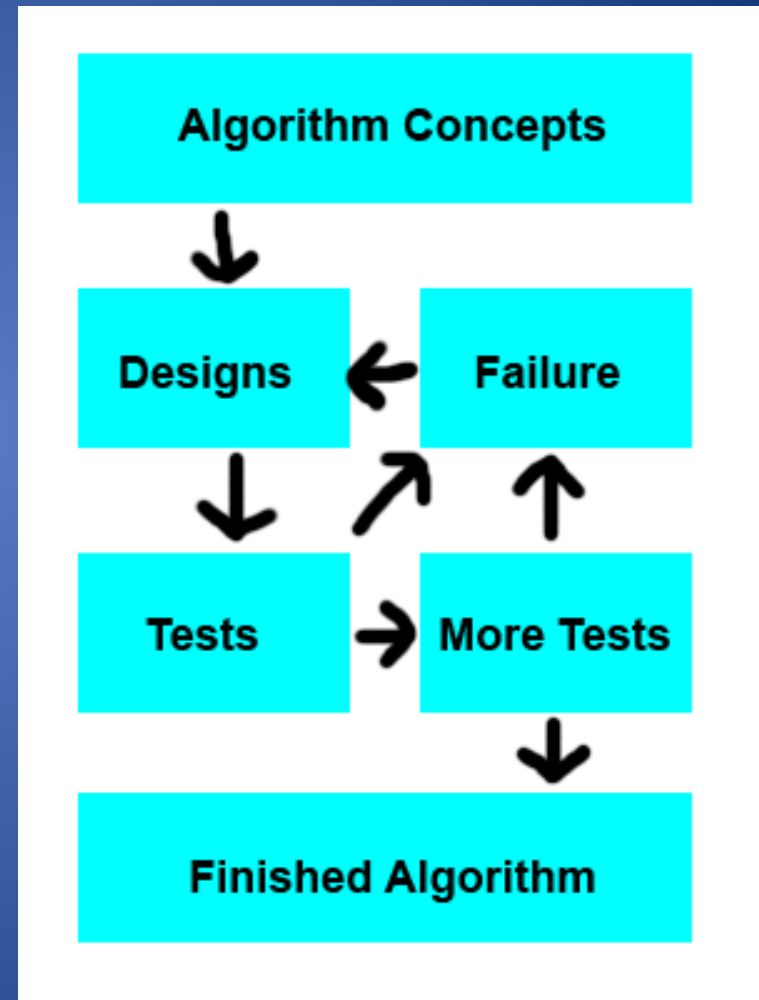 Algorithm Concepts
Designs
Failure
Tests
More Tests
Finished Algorithm